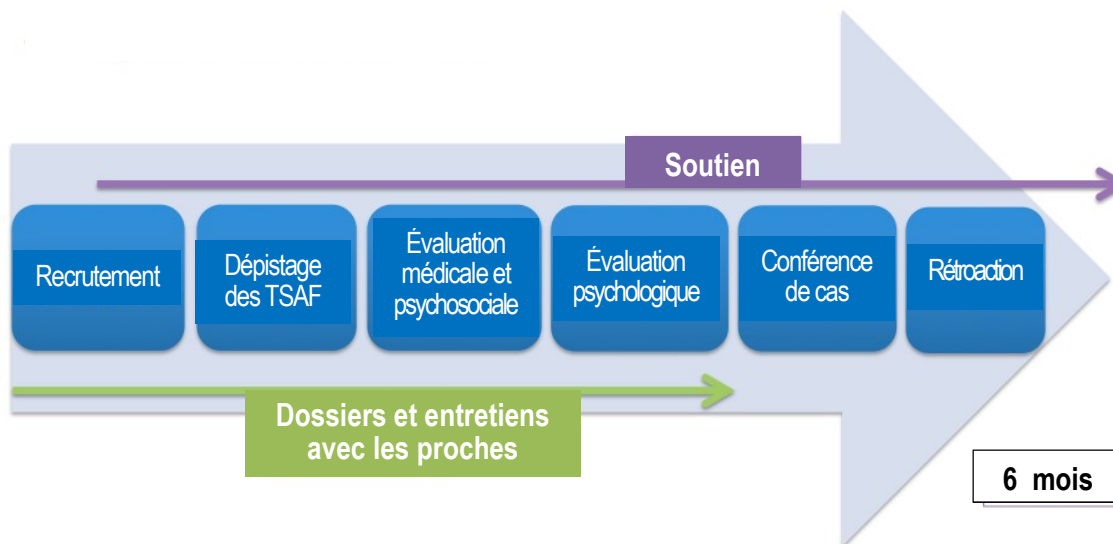 Soutien
Recrutement
Dépistage
des TSAF
Évaluation
médicale et
psychosociale
Évaluation
psychologique
Conférence
de cas
Rétroaction
Dossiers et entretiens
avec les proches
6 mois